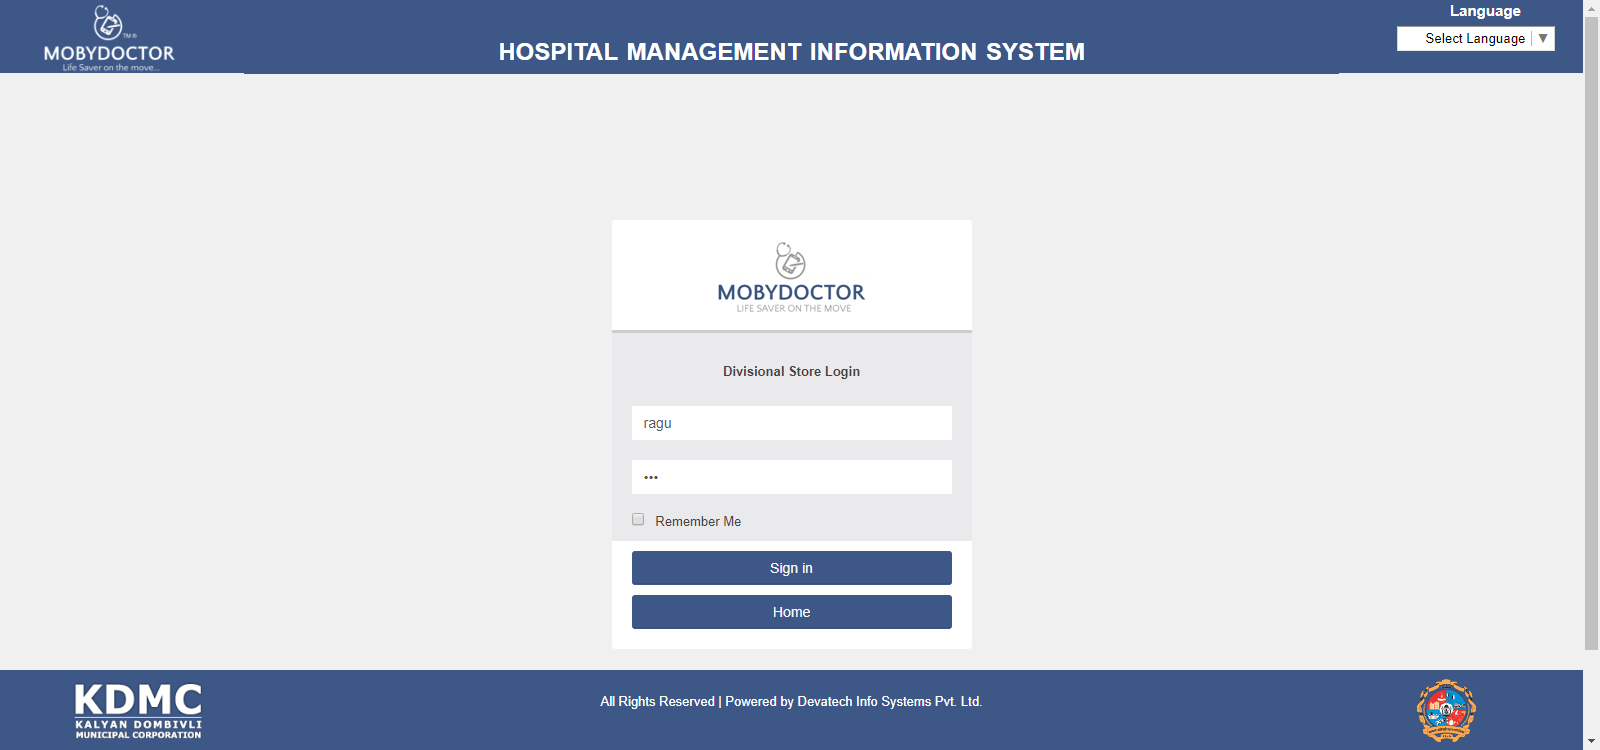 MOBYDOCTOR
TM®
Life Saver on the move...
HOSPITAL MANAGEMENT INFORMATION SYSTEM
Language
Select Language
MOBYDOCTOR
LIFE SAVER ON THE MOVE
Divisional Store Login
ragu
•••
Remember Me
Sign in
Home
KDMC
KALYAN DOMBIVLI
MUNICIPAL CORPORATION
All Rights Reserved | Powered by Devatech Info Systems Pvt. Ltd.